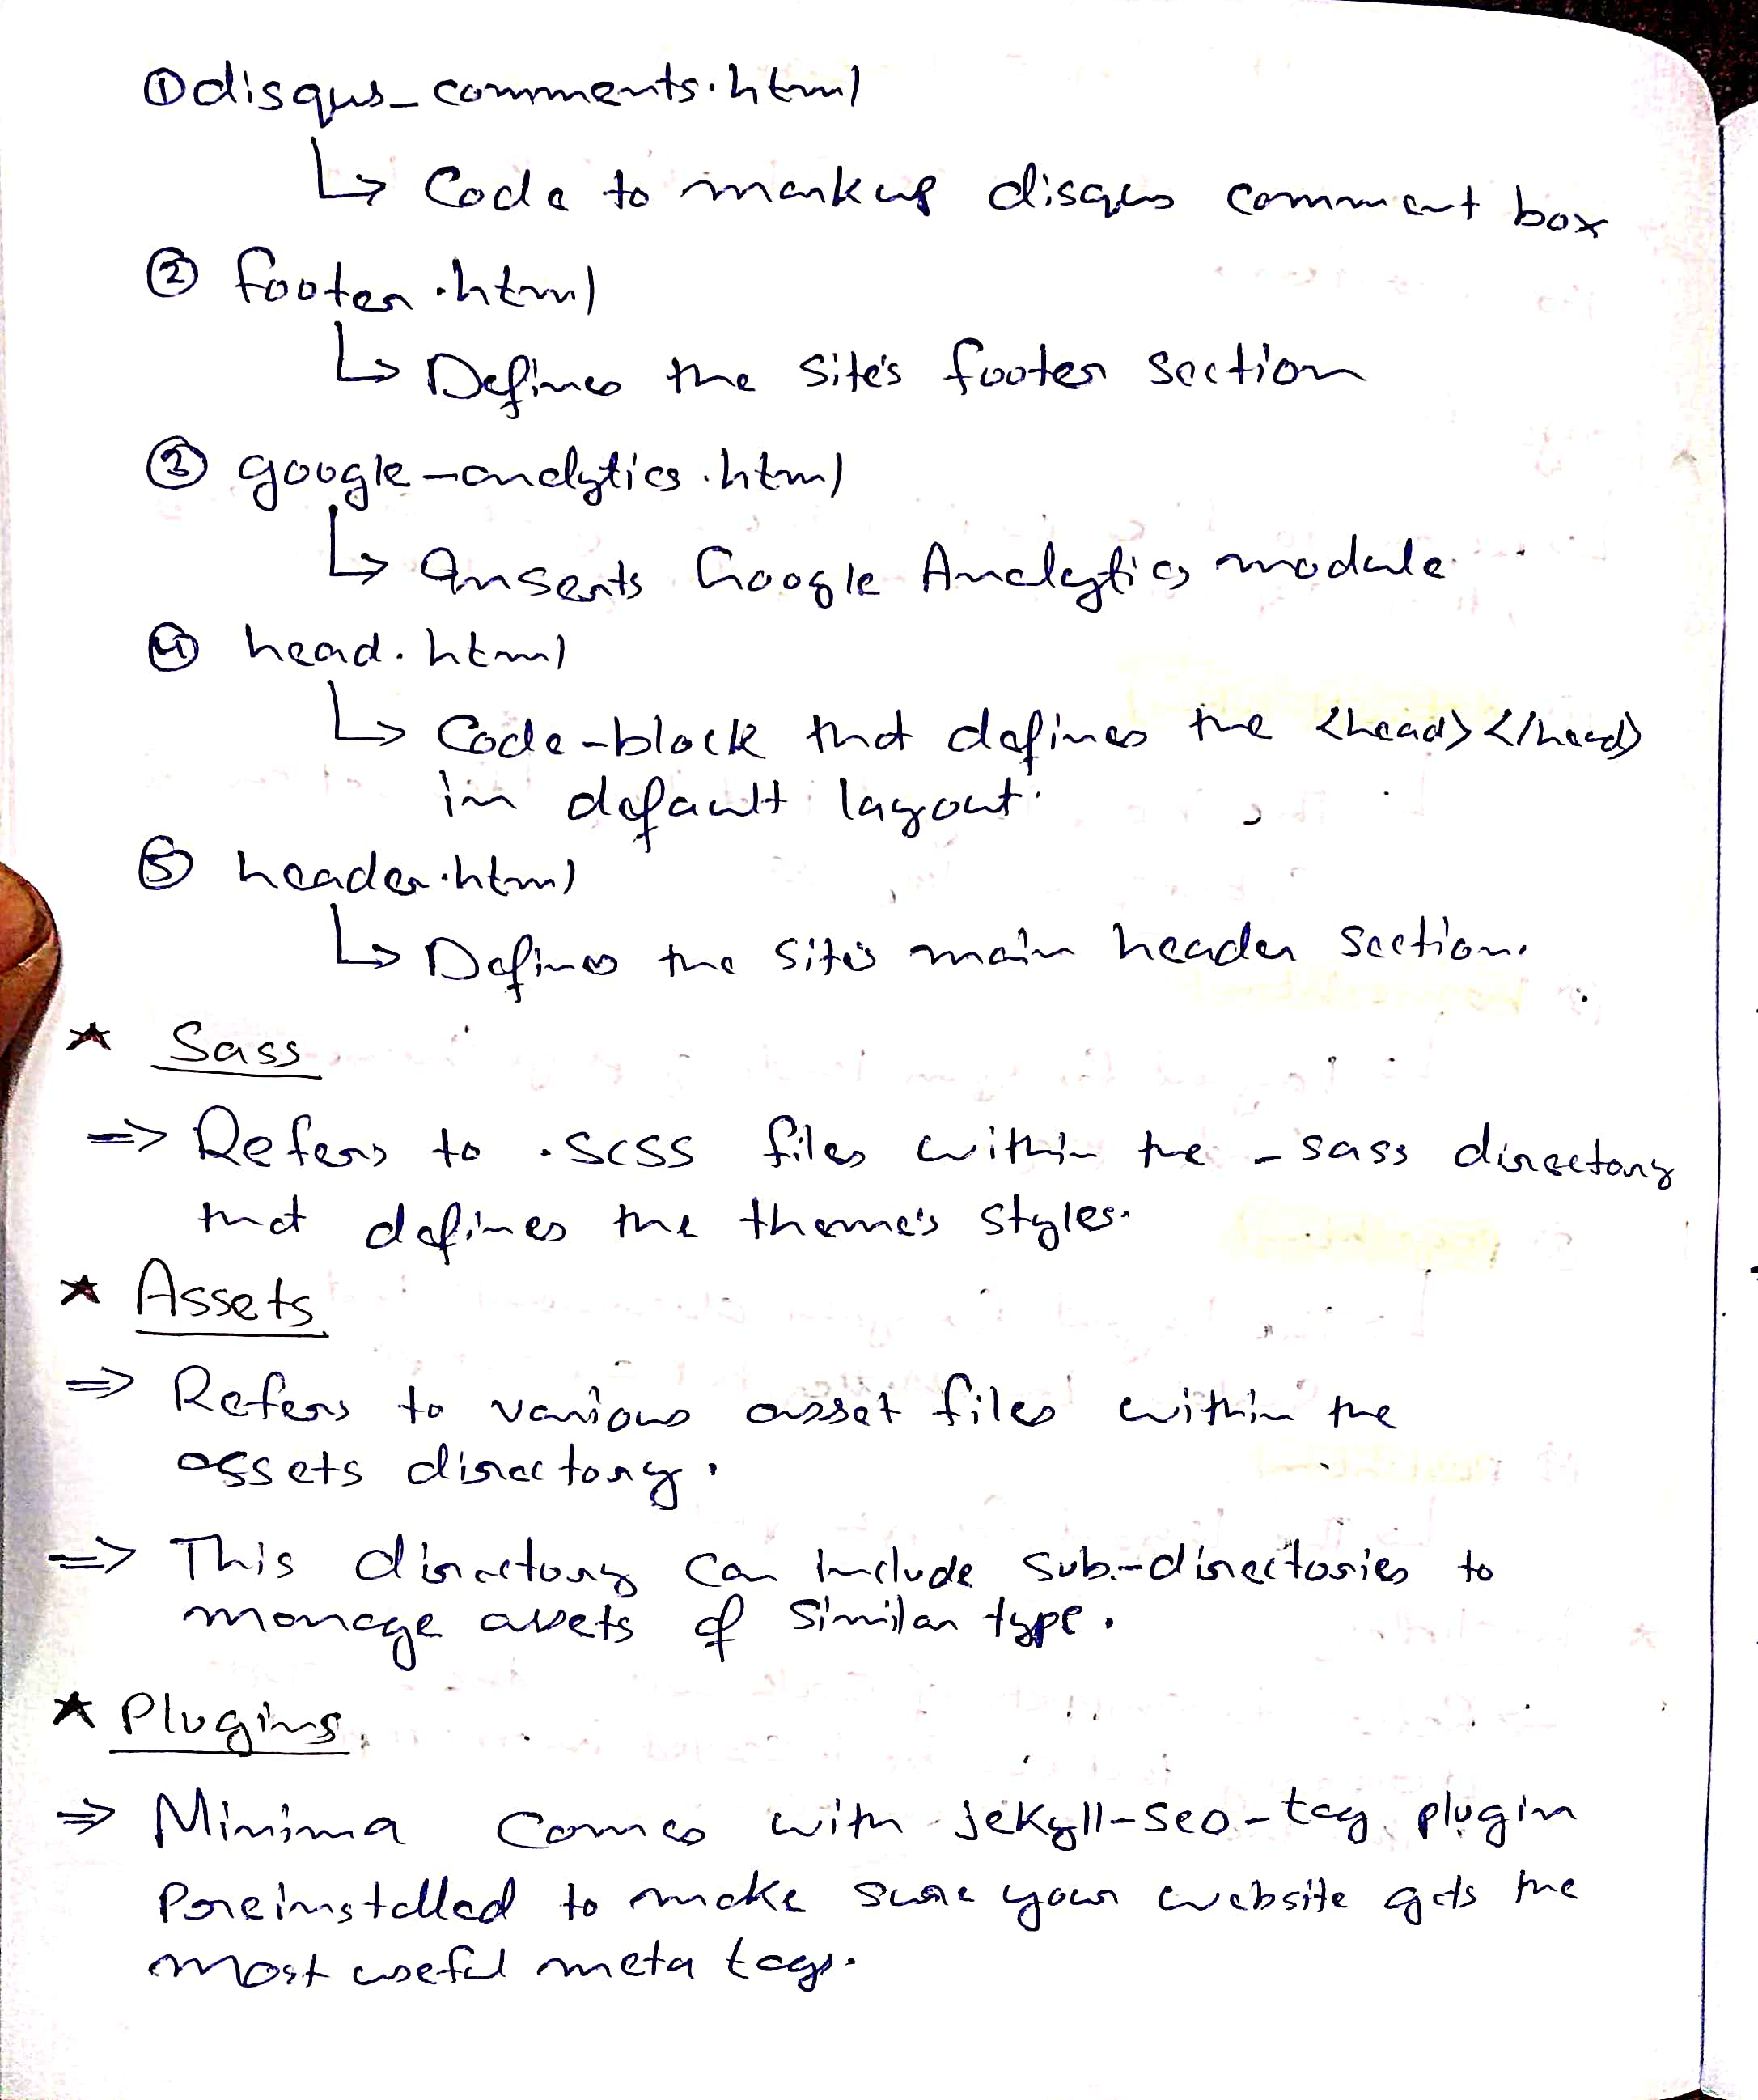 ① disqus_comments.html
↳ Code to markup disqus comment box
② footer.html
↳ Defines the site's footer section
③ google-analytics.html
↳ Inserts Google Analytics module
④ head.html
↳ Code-block that defines the <head></head>
in default layout.
⑤ header.html
↳ Defines the site's main header section.
★ Sass
=> Refers to .scss files within the _sass directory
that defines the theme's styles.
★ Assets
=> Refers to various asset files within the
assets directory.
=> This directory can include sub-directories to
manage assets of similar type.
★ Plugins
=> Minima comes with jekyll-seo-tag plugin
Preinstalled to make sure your website gets the
most useful meta tags.